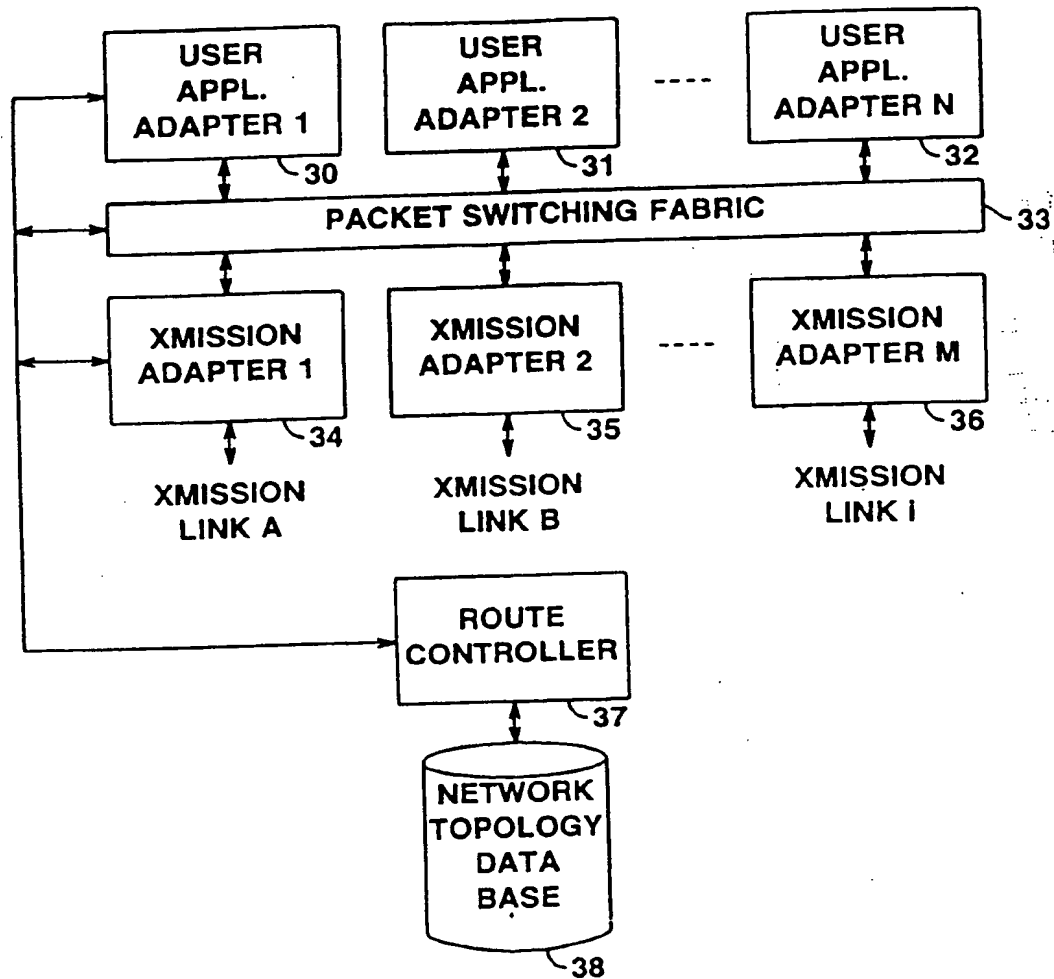 USER
APPL.
ADAPTER 1
30
USER
APPL.
ADAPTER 2
31
USER
APPL.
ADAPTER N
32
PACKET SWITCHING FABRIC
33
XMISSION
ADAPTER 1
34
XMISSION
ADAPTER 2
35
XMISSION
ADAPTER M
36
XMISSION
LINK A
XMISSION
LINK B
XMISSION
LINK i
ROUTE
CONTROLLER
37
NETWORK
TOPOLOGY
DATA
BASE
38